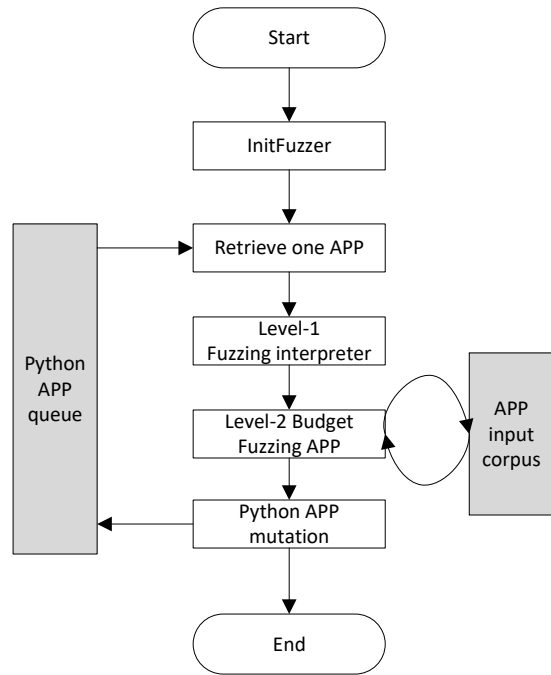 Start
InitFuzzer
Retrieve one APP
Level-1
Fuzzing interpreter
Python
APP
queue
Level-2 Budget
Fuzzing APP
APP
input
corpus
Python APP
mutation
End